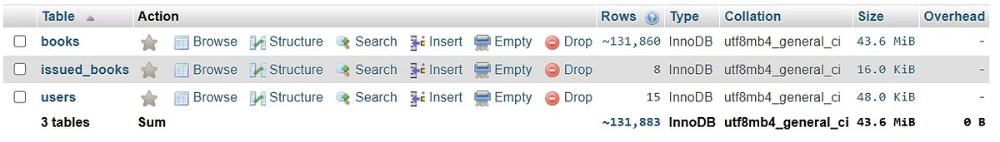 Table Action Rows Type Collation Size Overhead
books Browse Structure Search Insert Empty Drop ~131,860 InnoDB utf8mb4_general_ci 43.6 MiB -
issued_books Browse Structure Search Insert Empty Drop 8 InnoDB utf8mb4_general_ci 16.0 KiB -
users Browse Structure Search Insert Empty Drop 15 InnoDB utf8mb4_general_ci 48.0 KiB -
3 tables Sum ~131,883 InnoDB utf8mb4_general_ci 43.6 MiB 0 B